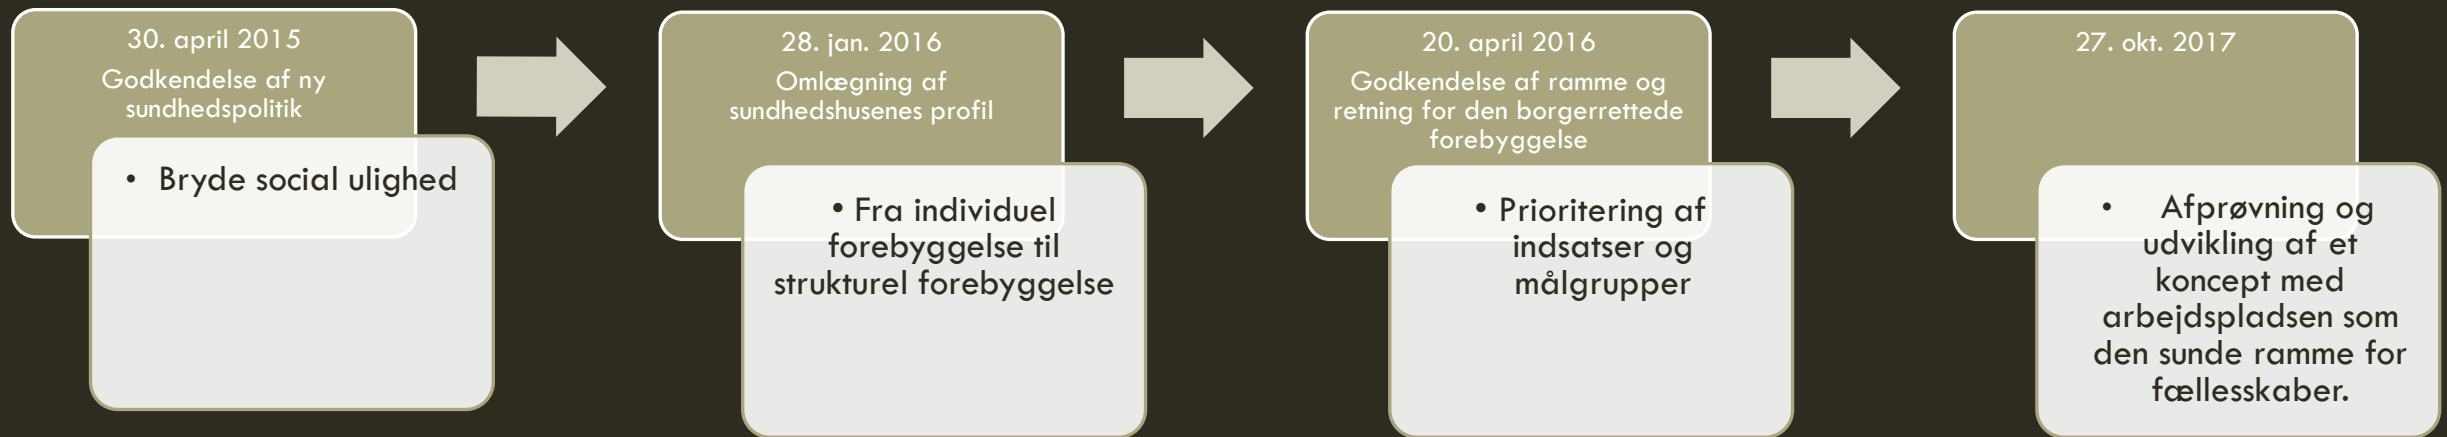 30. april 2015
Godkendelse af ny
sundhedspolitik
• Bryde social ulighed
28. jan. 2016
Omlægning af
sundhedshusenes profil
• Fra individuel
forebyggelse til
strukturel forebyggelse
20. april 2016
Godkendelse af ramme og
retning for den borgerrettede
forebyggelse
• Prioritering af
indsatser og
målgrupper
27. okt. 2017
• Afprøvning og
udvikling af et
koncept med
arbejdspladsen som
den sunde ramme for
fællesskaber.